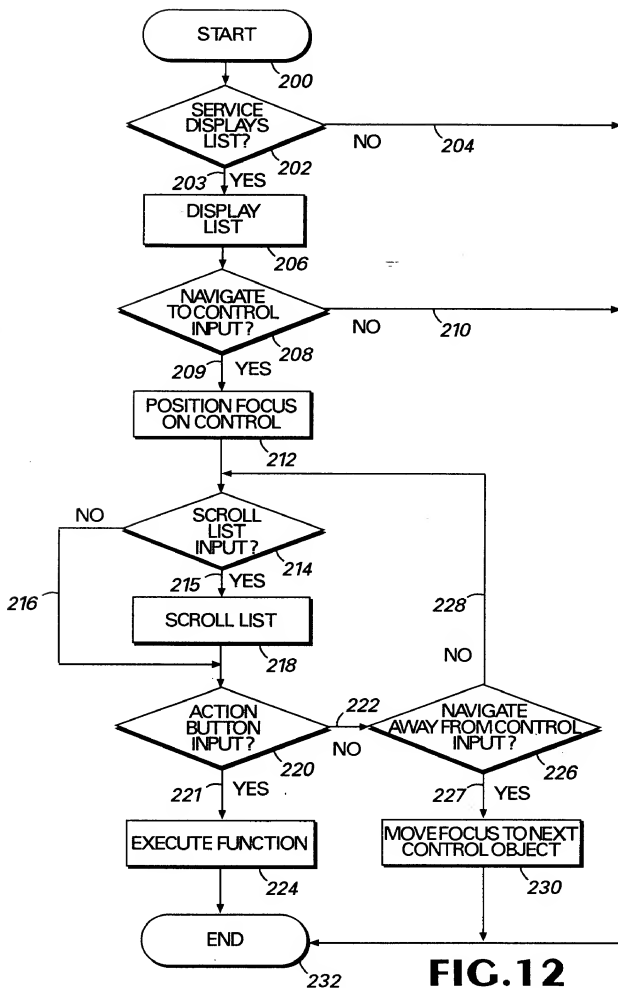 START
200
SERVICE
DISPLAYS
LIST?
202
NO
204
203
YES
DISPLAY
LIST
206
NAVIGATE
TO CONTROL
INPUT?
208
NO
210
209
YES
POSITION FOCUS
ON CONTROL
212
NO
SCROLL
LIST
INPUT?
214
216
215
YES
228
SCROLL LIST
218
NO
ACTION
BUTTON
INPUT?
220
222
NO
NAVIGATE
AWAY FROM CONTROL
INPUT?
226
221
YES
227
YES
EXECUTE FUNCTION
224
MOVE FOCUS TO NEXT
CONTROL OBJECT
230
END
232
FIG.12